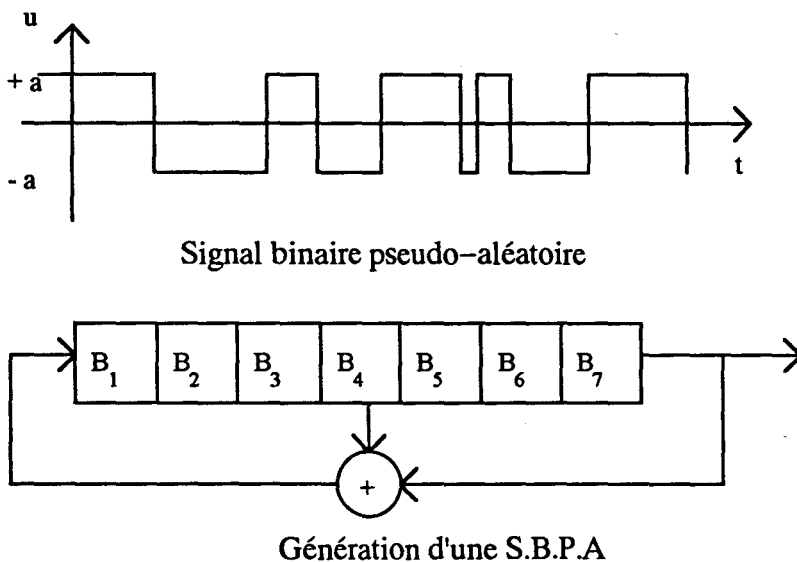 u
+ a
- a
t
Signal binaire pseudo-aléatoire
B1 B2 B3 B4 B5 B6 B7
+
Génération d'une S.B.P.A